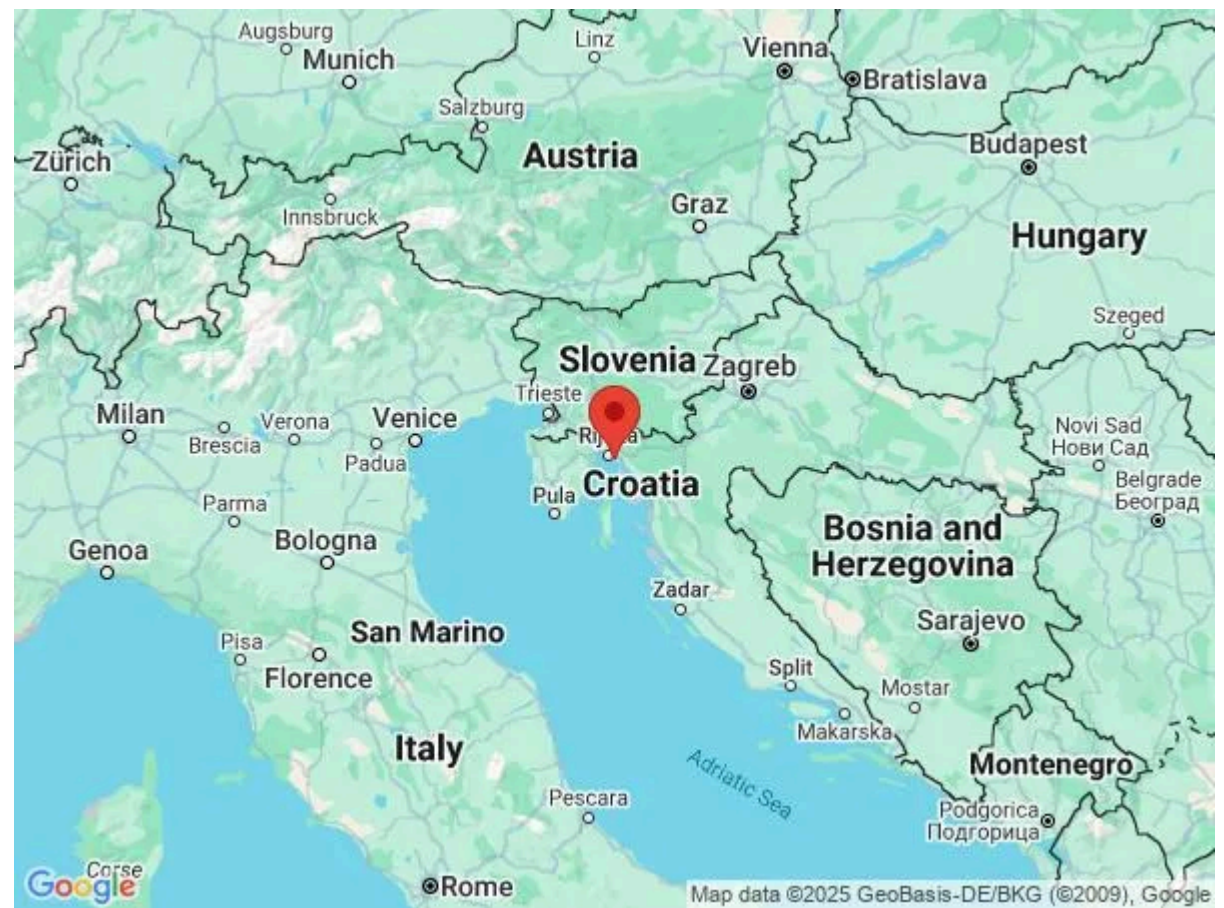 Augsburg
Munich
Linz
Vienna
Bratislava
Salzburg
Zürich
Austria
Budapest
Innsbruck
Graz
Hungary
Szeged
Slovenia
Zagreb
Trieste
Milan
Verona
Venice
Brescia
Padua
Novi Sad
Нови Сад
Belgrade
Београд
Croatia
Pula
Parma
Bologna
Genoa
Bosnia and
Herzegovina
Zadar
San Marino
Sarajevo
Pisa
Florence
Split
Mostar
Makarska
Italy
Adriatic Sea
Montenegro
Pescara
Podgorica
Подгорица
Corse
Google
Rome
Map data ©2025 GeoBasis-DE/BKG (©2009), Google